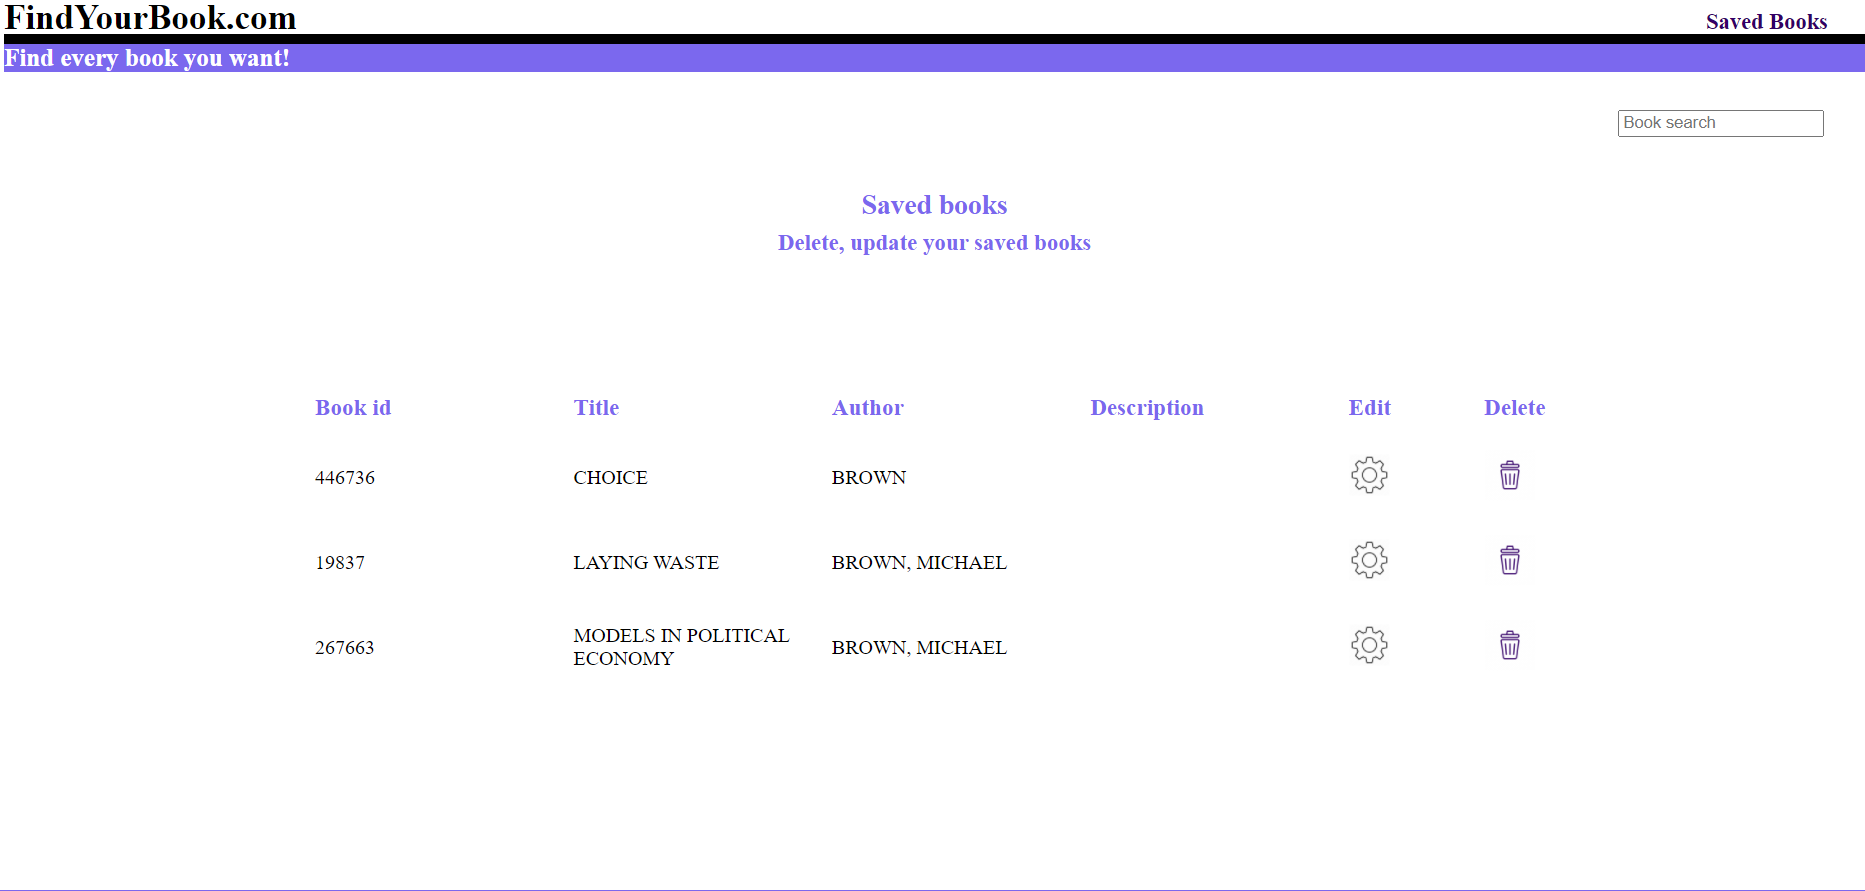 FindYourBook.com
Saved Books
Find every book you want!
Book search
Saved books
Delete, update your saved books
Book id Title Author Description Edit Delete
446736 CHOICE BROWN
19837 LAYING WASTE BROWN, MICHAEL
267663 MODELS IN POLITICAL ECONOMY BROWN, MICHAEL